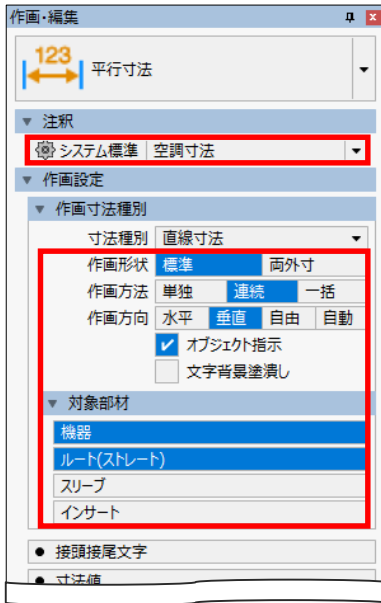 作画・編集
123
平行寸法
注釈
システム標準 空調寸法
作画設定
作画寸法種別
寸法種別 直線寸法
作画形状 標準 両外寸
作画方法 単独 連続 一括
作画方向 水平 垂直 自由 自動
オブジェクト指示
文字背景塗潰し
対象部材
機器
ルート(ストレート)
スリーブ
インサート
接頭接尾文字
寸法値